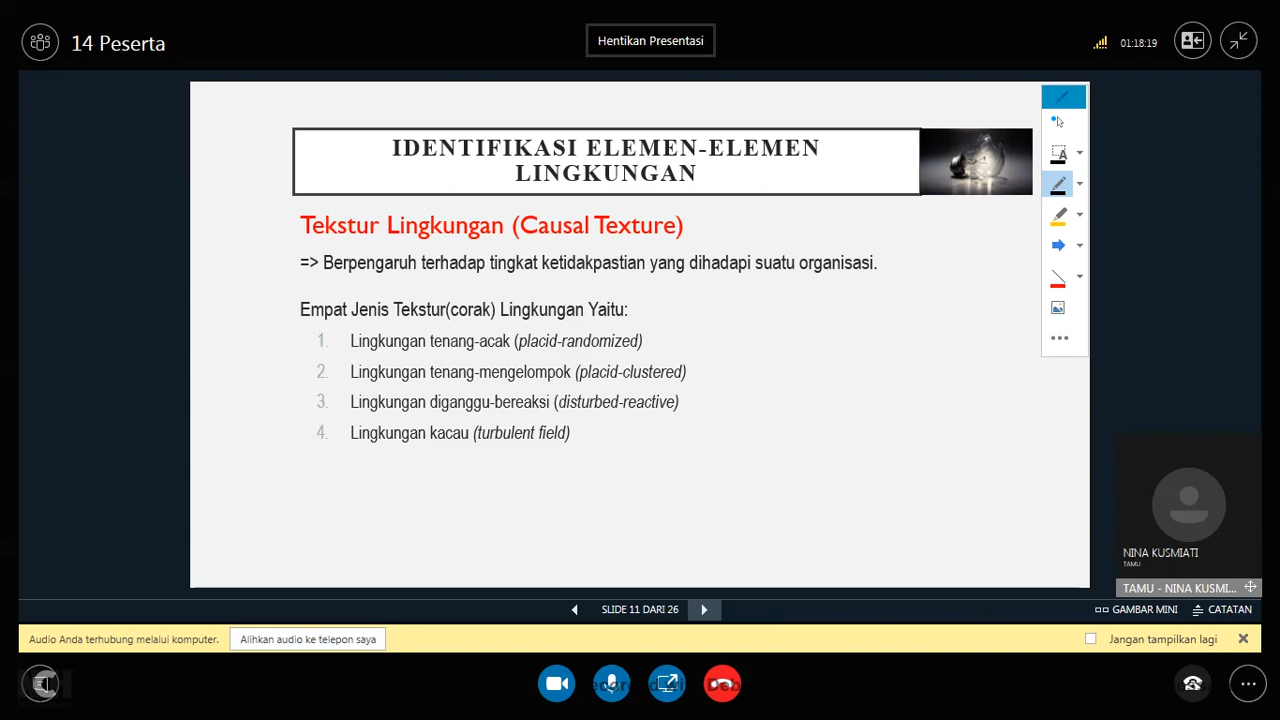 14 Peserta
Hentikan Presentasi
01:18:19
IDENTIFIKASI ELEMEN-ELEMEN
LINGKUNGAN
Tekstur Lingkungan (Causal Texture)
=> Berpengaruh terhadap tingkat ketidakpastian yang dihadapi suatu organisasi.
Empat Jenis Tekstur(corak) Lingkungan Yaitu:
1. Lingkungan tenang-acak (placid-randomized)
2. Lingkungan tenang-mengelompok (placid-clustered)
3. Lingkungan diganggu-bereaksi (disturbed-reactive)
4. Lingkungan kacau (turbulent field)
NINA KUSMIATI
TAMU
TAMU - NINA KUSMI...
SLIDE 11 DARI 26
GAMBAR MINI
CATATAN
Audio Anda terhubung melalui komputer.
Alihkan audio ke telepon saya
Jangan tampilkan lagi